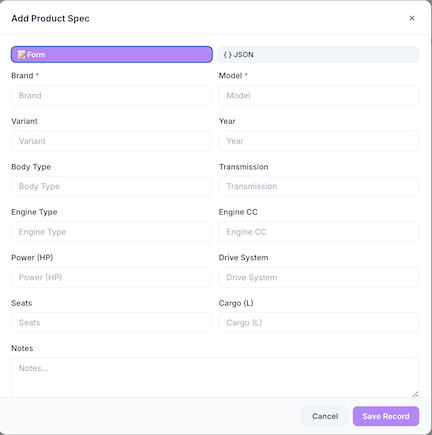 Add Product Spec ×
📝 Form { } JSON
Brand * Model *
Brand Model
Variant Year
Variant Year
Body Type Transmission
Body Type Transmission
Engine Type Engine CC
Engine Type Engine CC
Power (HP) Drive System
Power (HP) Drive System
Seats Cargo (L)
Seats Cargo (L)
Notes
Notes...
Cancel Save Record